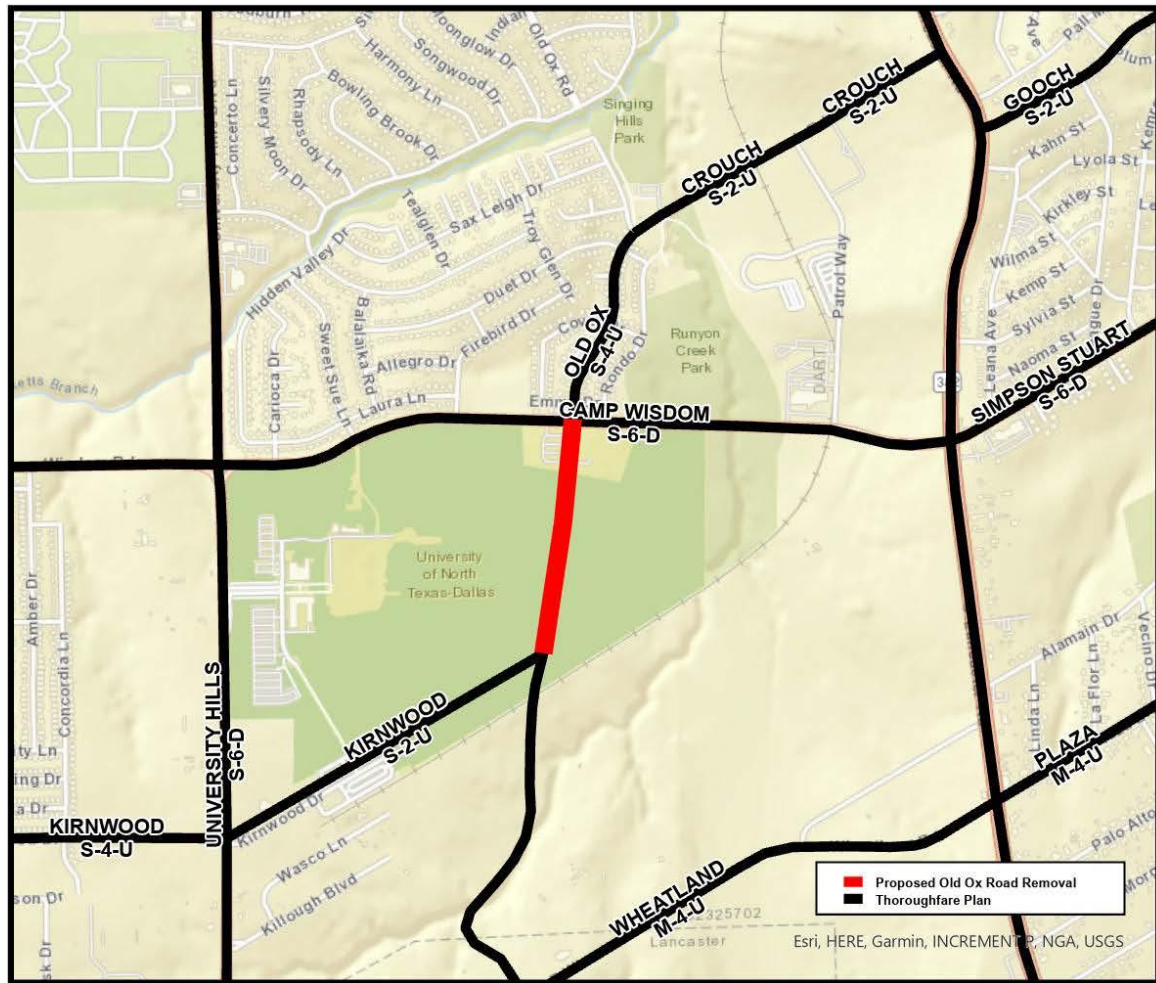 Moonglow Dr
Songwood Dr
Harmony Ln
Old Ox Rd
Bowling Brook Dr
Rhapsody Ln
Silvery Moon Dr
Concerto Ln
Singing
Hills
Park
CROUCH
S-2-U
GOOCH
S-2-U
Kahn St
Lyola St
Kirkley St
Wilma St
Kemp St
Sylvia St
Naoma St
Leana Ave
CROUCH
S-2-U
Sax Leigh Dr
Tealglen Dr
Troy Glen Dr
Hidden Valley Dr
Duet Dr
Firebird Dr
Balalaika Rd
Allegro Dr
Sweet Sue Ln
Carioca Dr
Laura Ln
Patrol Way
DART
Runyon
Creek
Park
Rondo Dr
OLD OX
S-4-U
CAMP WISDOM
S-6-D
SIMPSON STUART
S-6-D
University
of North
Texas-Dallas
Amber Dr
Concordia Ln
UNIVERSITY HILLS
S-6-D
KIRNWOOD
S-2-U
KIRNWOOD
S-4-U
Kirnwood Dr
Wasco Ln
Killough Blvd
Alamain Dr
Linda Ln
La Flor Ln
Vecino Dr
PLAZA
M-4-U
Palo Alto
WHEATLAND
M-4-U
Lancaster
Proposed Old Ox Road Removal
Thoroughfare Plan
Esri, HERE, Garmin, INCREMENT P, NGA, USGS